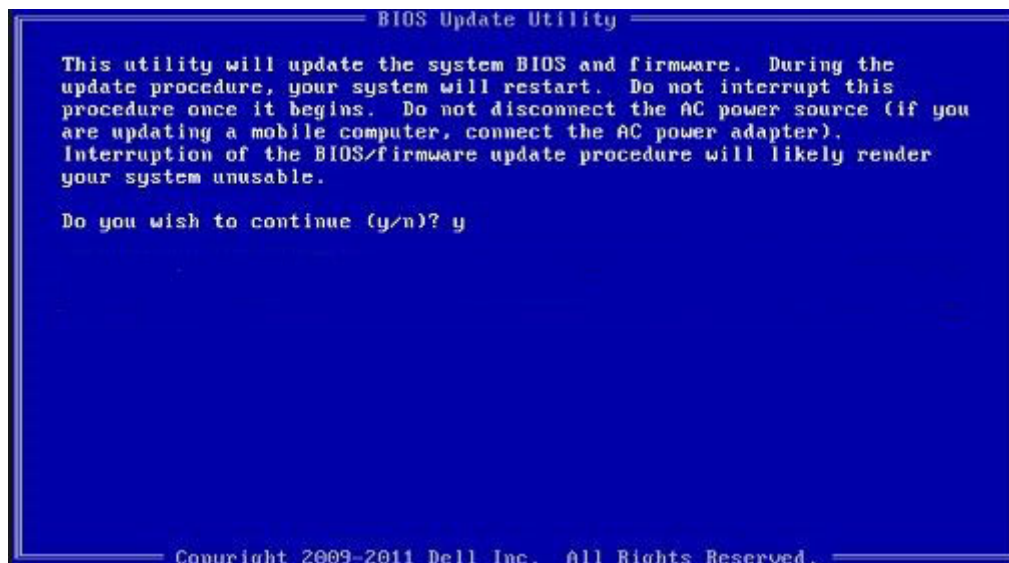 BIOS Update Utility
This utility will update the system BIOS and firmware. During the
update procedure, your system will restart. Do not interrupt this
procedure once it begins. Do not disconnect the AC power source (if you
are updating a mobile computer, connect the AC power adapter).
Interruption of the BIOS/firmware update procedure will likely render
your system unusable.
Do you wish to continue (y/n)? y
Copyright 2009-2011 Dell Inc. All Rights Reserved.